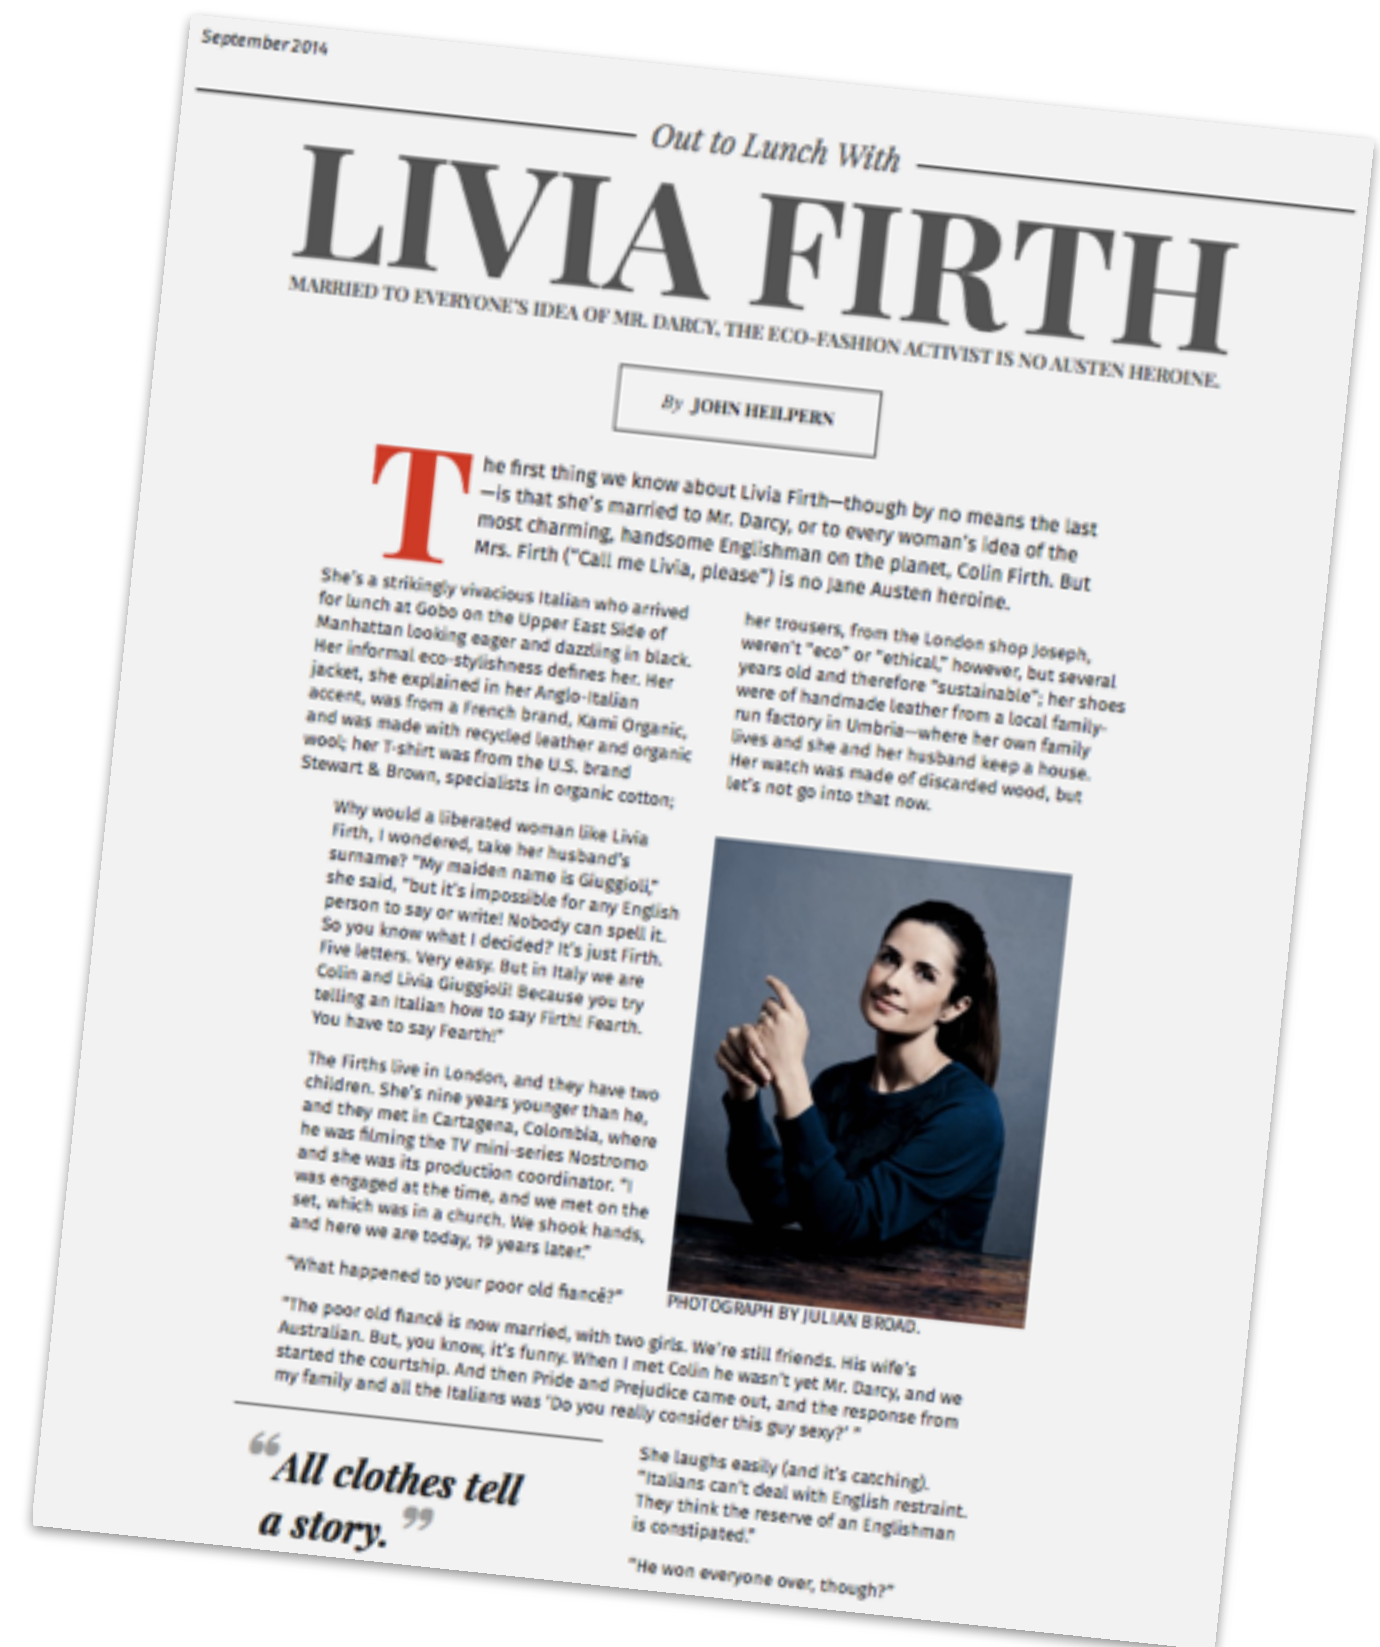 September 2014
Out to Lunch With
LIVIA FIRTH
MARRIED TO EVERYONE'S IDEA OF MR. DARCY, THE ECO-FASHION ACTIVIST IS NO AUSTEN HEROINE.
By JOHN HEILPERN
The first thing we know about Livia Firth—though by no means the last
—is that she's married to Mr. Darcy, or to every woman's idea of the
most charming, handsome Englishman on the planet, Colin Firth. But
Mrs. Firth ("Call me Livia, please") is no Jane Austen heroine.
She's a strikingly vivacious Italian who arrived
for lunch at Gobo on the Upper East Side of
Manhattan looking eager and dazzling in black.
Her informal eco-stylishness defines her. Her
jacket, she explained in her Anglo-Italian
accent, was from a French brand, Kami Organic,
and was made with recycled leather and organic
wool; her T-shirt was from the U.S. brand
Stewart & Brown, specialists in organic cotton;
her trousers, from the London shop Joseph,
weren't "eco" or "ethical," however, but several
years old and therefore "sustainable"; her shoes
were of handmade leather from a local family-
run factory in Umbria—where her own family
lives and she and her husband keep a house.
Her watch was made of discarded wood, but
let's not go into that now.
Why would a liberated woman like Livia
Firth, I wondered, take her husband's
surname? "My maiden name is Giuggioli,"
she said, "but it's impossible for any English
person to say or write! Nobody can spell it.
So you know what I decided? It's just Firth.
Five letters. Very easy. But in Italy we are
Colin and Livia Giuggioli! Because you try
telling an Italian how to say Firth! Fearth.
You have to say Fearth!"
The Firths live in London, and they have two
children. She's nine years younger than he,
and they met in Cartagena, Colombia, where
he was filming the TV mini-series Nostromo
and she was its production coordinator. "I
was engaged at the time, and we met on the
set, which was in a church. We shook hands,
and here we are today, 19 years later."
"What happened to your poor old fiancé?"
PHOTOGRAPH BY JULIAN BROAD.
"The poor old fiancé is now married, with two girls. We're still friends. His wife's
Australian. But, you know, it's funny. When I met Colin he wasn't yet Mr. Darcy, and we
started the courtship. And then Pride and Prejudice came out, and the response from
my family and all the Italians was 'Do you really consider this guy sexy?' "
“All clothes tell
a story.”
She laughs easily (and it's catching).
"Italians can't deal with English restraint.
They think the reserve of an Englishman
is constipated."
"He won everyone over, though?"